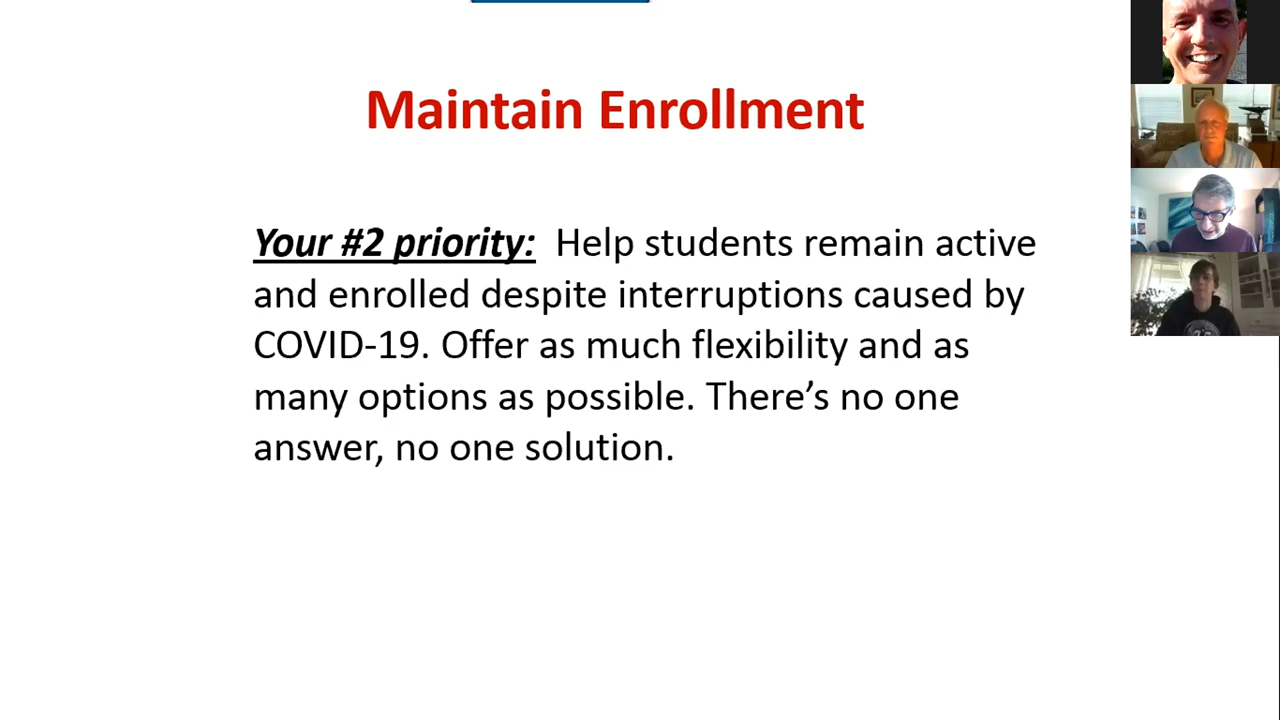 Maintain Enrollment
Your #2 priority: Help students remain active
and enrolled despite interruptions caused by
COVID-19. Offer as much flexibility and as
many options as possible. There’s no one
answer, no one solution.